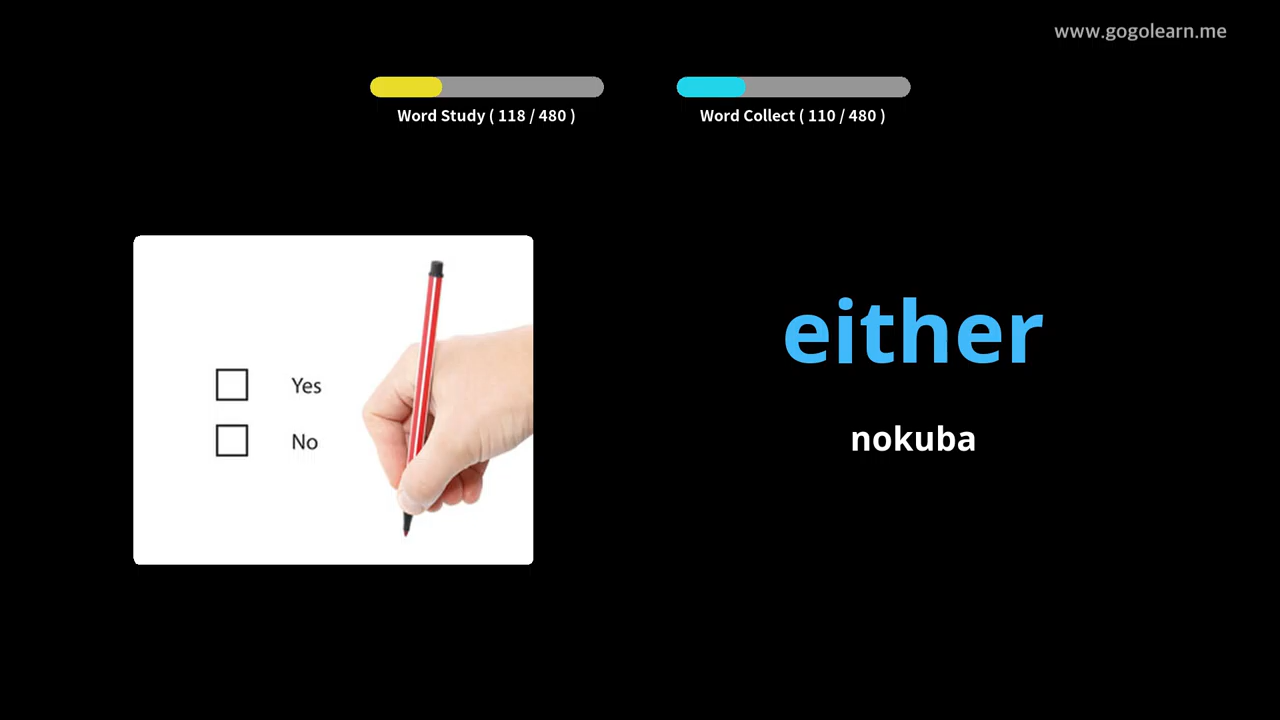 www.gogolearn.me
Word Study ( 118 / 480 )
Word Collect ( 110 / 480 )
Yes
No
either
nokuba